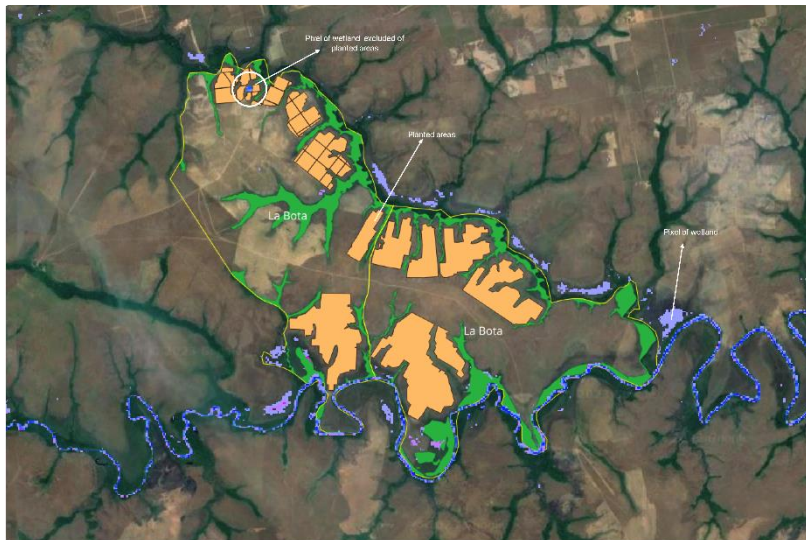 Pixel of wetland excluded of
planted areas
Planted areas
La Bota
Pixel of wetland
La Bota